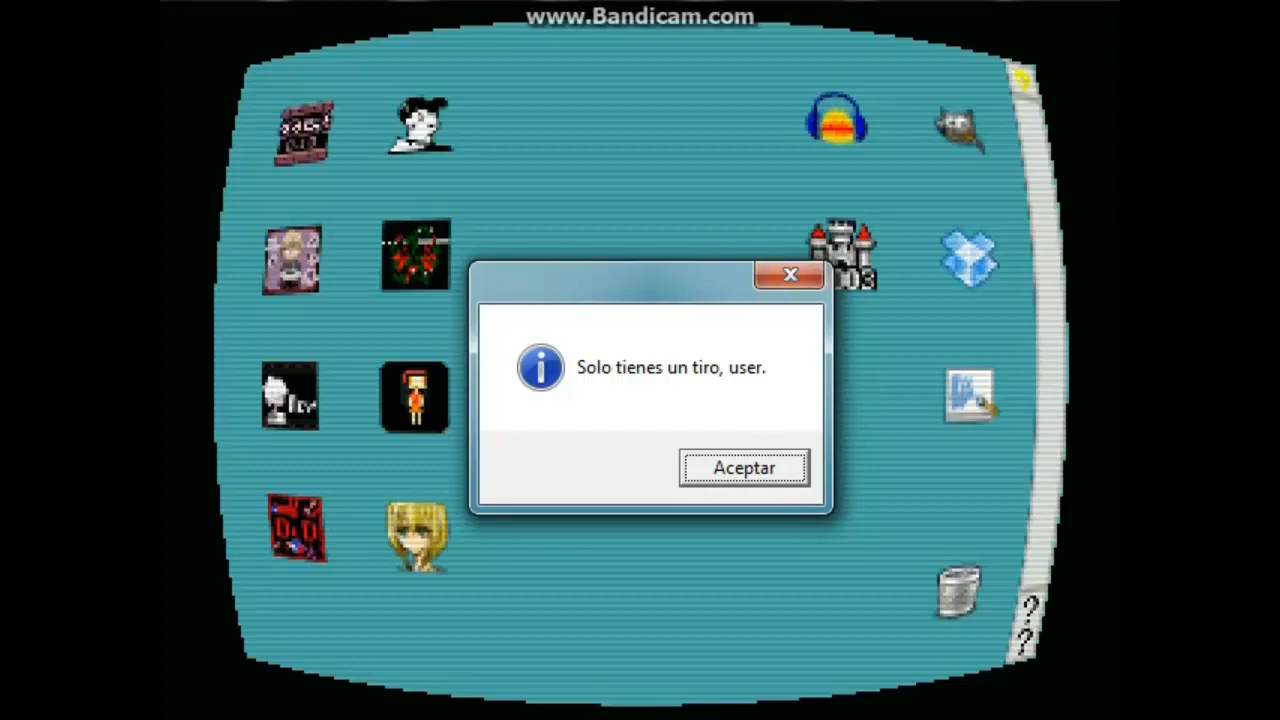 www.Bandicam.com
Solo tienes un tiro, user.
Aceptar
?
?